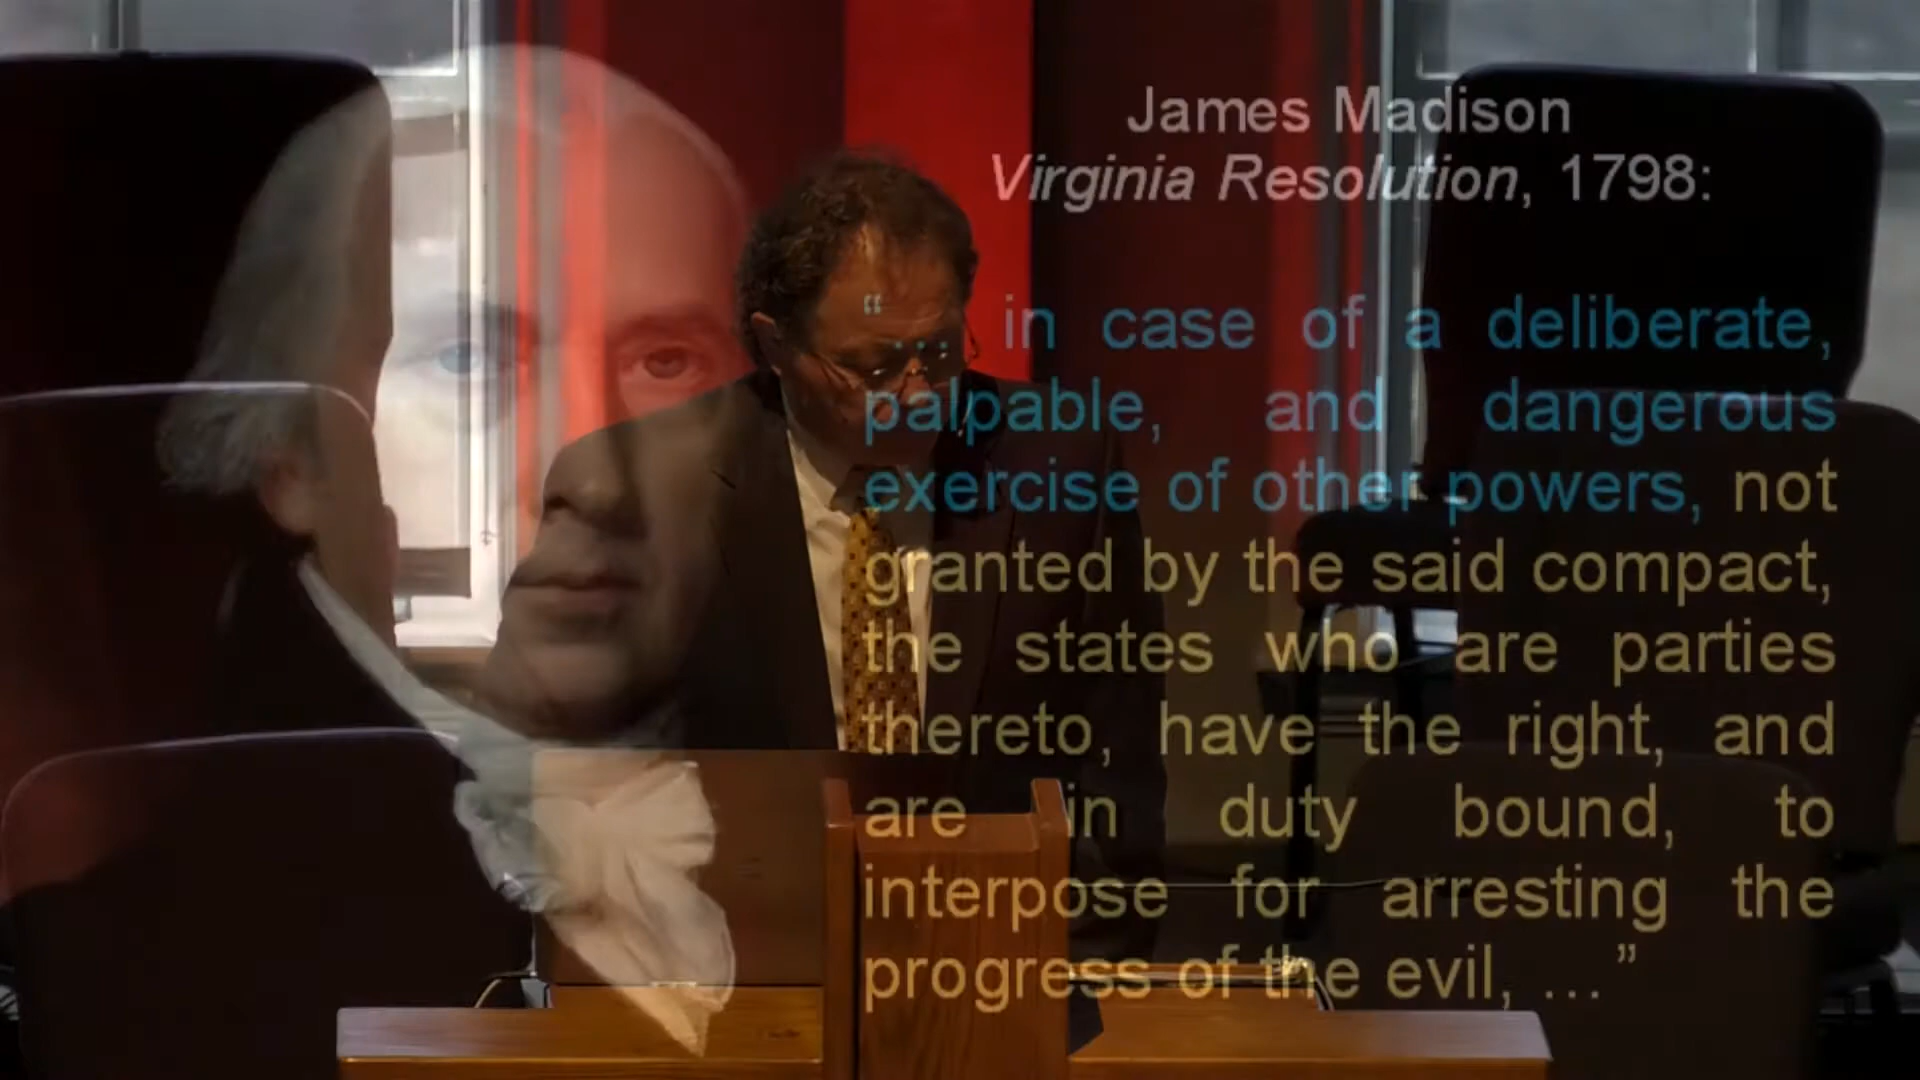 James Madison
Virginia Resolution, 1798:
“ ... in case of a deliberate,
palpable, and dangerous
exercise of other powers, not
granted by the said compact,
the states who are parties
thereto, have the right, and
are in duty bound, to
interpose for arresting the
progress of the evil, ...”